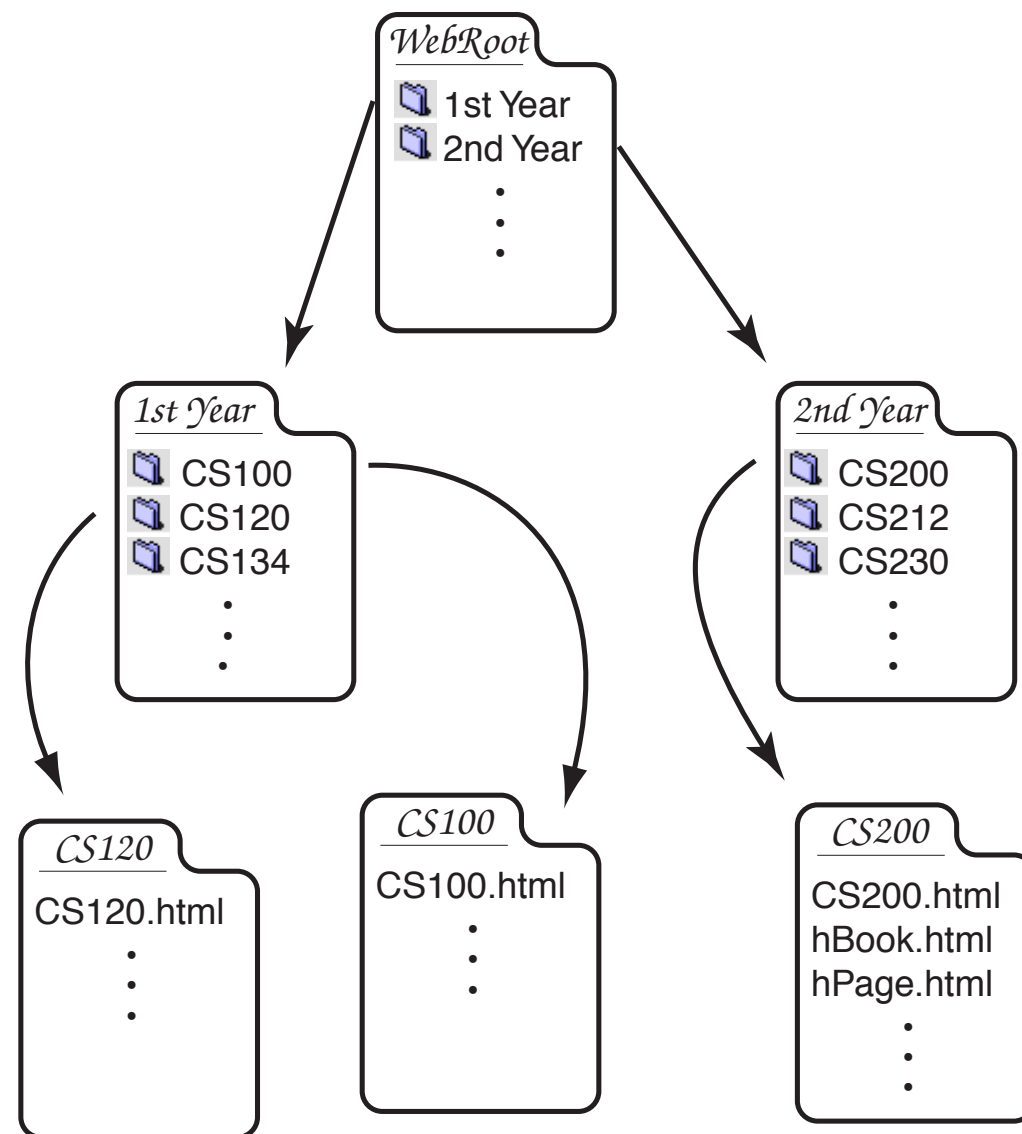 WebRoot
1st Year
2nd Year
1st Year
CS100
CS120
CS134
2nd Year
CS200
CS212
CS230
CS120
CS120.html
CS100
CS100.html
CS200
CS200.html
hBook.html
hPage.html